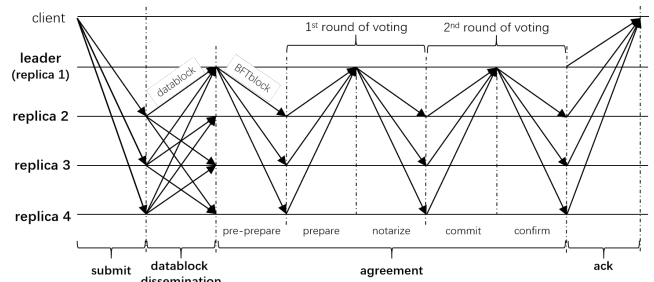 client
1st round of voting
2nd round of voting
leader
(replica 1)
datablock
BFTblock
replica 2
replica 3
replica 4
pre-prepare
prepare
notarize
commit
confirm
submit
datablock
dissemination
agreement
ack